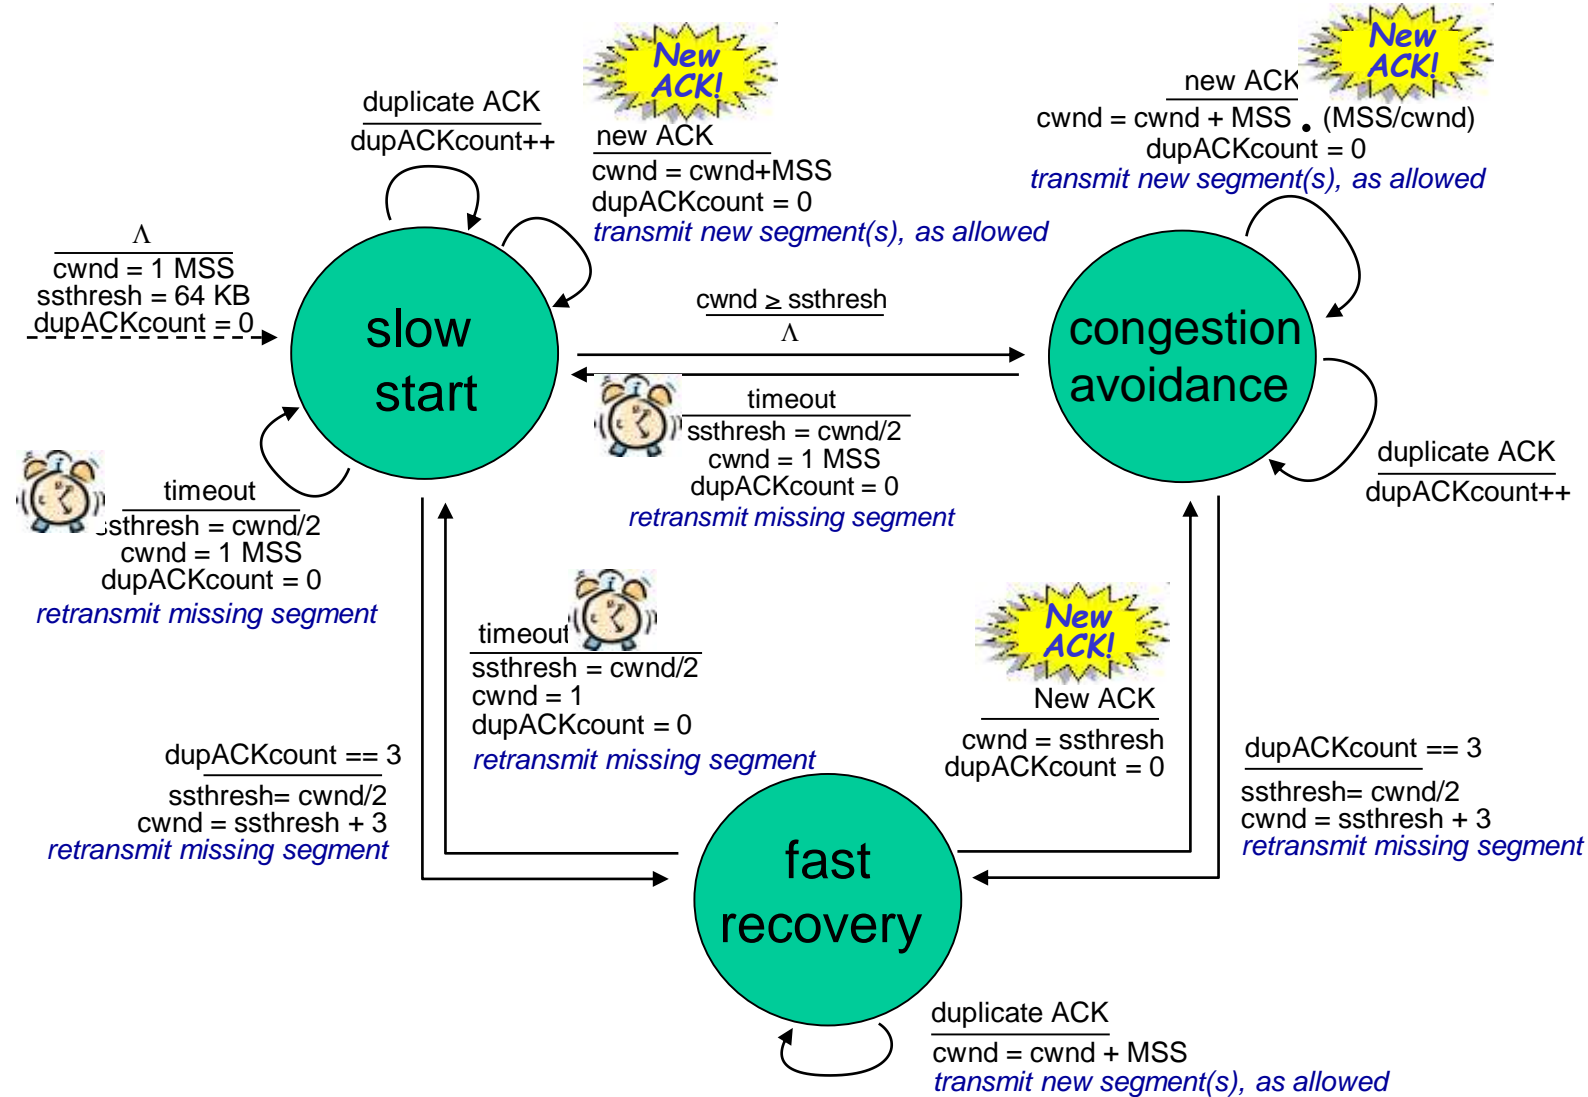 New
ACK!
duplicate ACK
dupACKcount++
new ACK
cwnd = cwnd+MSS
dupACKcount = 0
transmit new segment(s), as allowed
New
ACK!
new ACK
cwnd = cwnd + MSS • (MSS/cwnd)
dupACKcount = 0
transmit new segment(s), as allowed
Λ
cwnd = 1 MSS
ssthresh = 64 KB
dupACKcount = 0
slow
start
cwnd ≥ ssthresh
Λ
congestion
avoidance
timeout
ssthresh = cwnd/2
cwnd = 1 MSS
dupACKcount = 0
retransmit missing segment
duplicate ACK
dupACKcount++
timeout
ssthresh = cwnd/2
cwnd = 1 MSS
dupACKcount = 0
retransmit missing segment
timeout
ssthresh = cwnd/2
cwnd = 1
dupACKcount = 0
retransmit missing segment
New
ACK!
New ACK
cwnd = ssthresh
dupACKcount = 0
dupACKcount == 3
ssthresh= cwnd/2
cwnd = ssthresh + 3
retransmit missing segment
dupACKcount == 3
ssthresh= cwnd/2
cwnd = ssthresh + 3
retransmit missing segment
fast
recovery
duplicate ACK
cwnd = cwnd + MSS
transmit new segment(s), as allowed